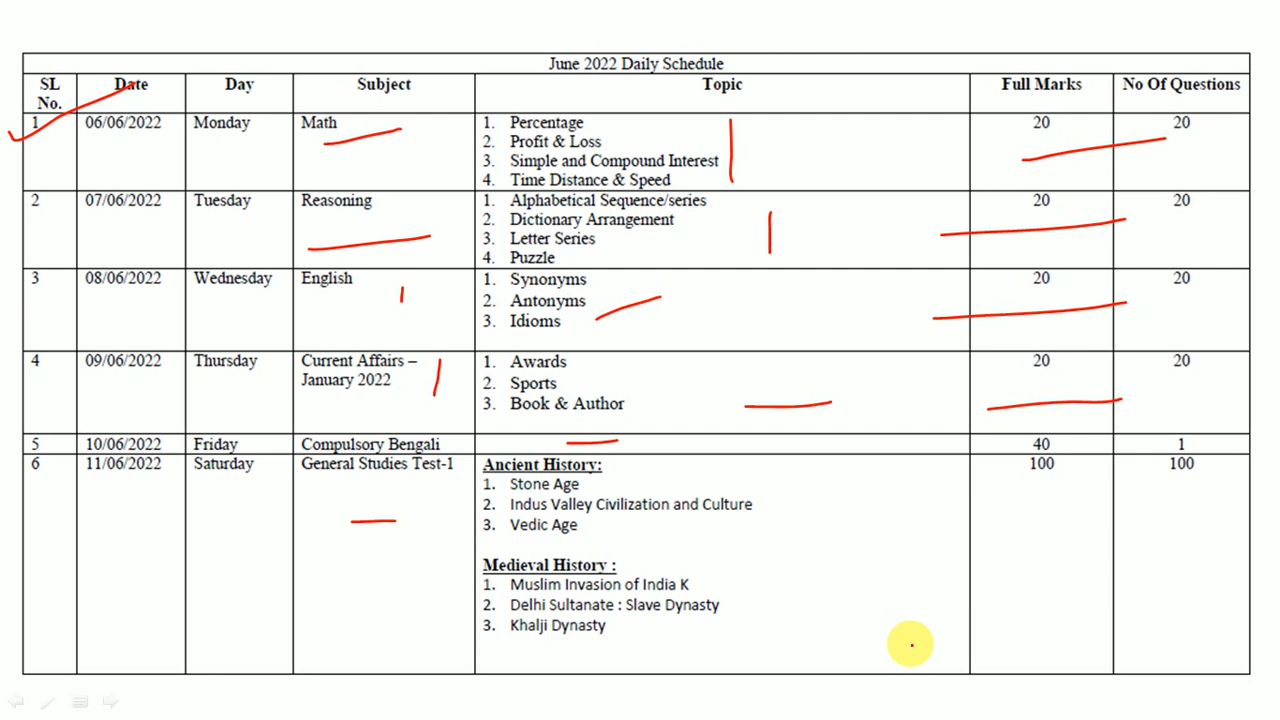 June 2022 Daily Schedule
SL No. Date Day Subject Topic Full Marks No Of Questions
1 06/06/2022 Monday Math 1. Percentage 20 20
2. Profit & Loss
3. Simple and Compound Interest
4. Time Distance & Speed
2 07/06/2022 Tuesday Reasoning 1. Alphabetical Sequence/series 20 20
2. Dictionary Arrangement
3. Letter Series
4. Puzzle
3 08/06/2022 Wednesday English 1. Synonyms 20 20
2. Antonyms
3. Idioms
4 09/06/2022 Thursday Current Affairs – 1. Awards 20 20
January 2022 2. Sports
3. Book & Author
5 10/06/2022 Friday Compulsory Bengali 40 1
6 11/06/2022 Saturday General Studies Test-1 Ancient History: 100 100
1. Stone Age
2. Indus Valley Civilization and Culture
3. Vedic Age
Medieval History :
1. Muslim Invasion of India K
2. Delhi Sultanate : Slave Dynasty
3. Khalji Dynasty